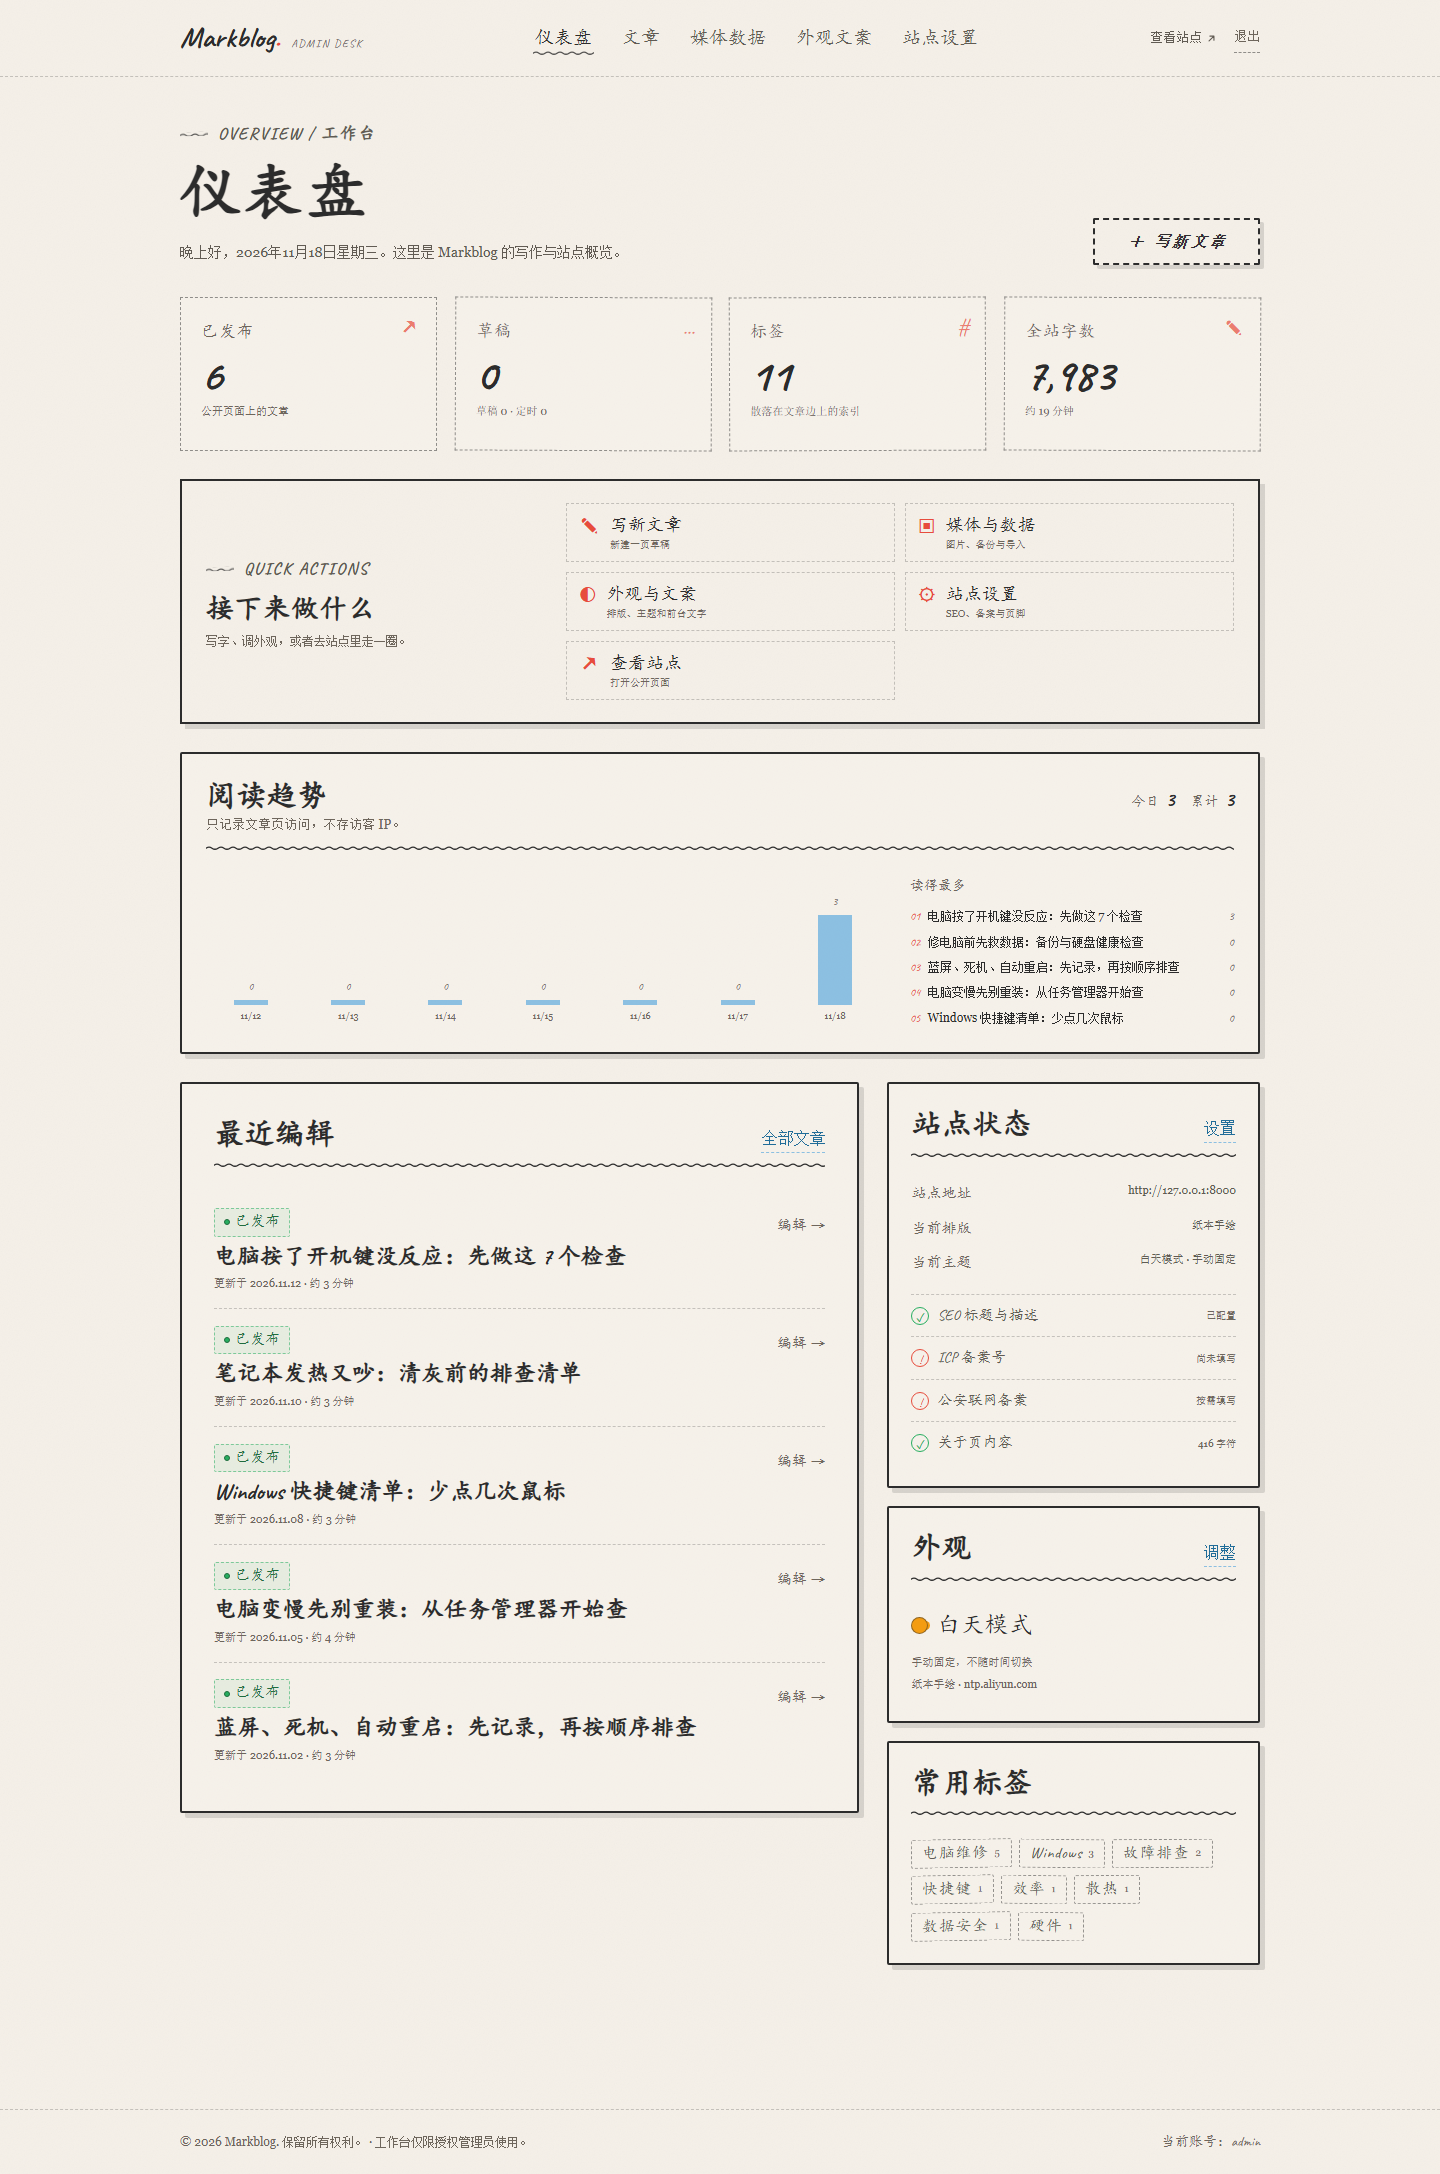 Markblog. ADMIN DESK
仪表盘 文章 媒体数据 外观文案 站点设置
查看站点 ↗ 退出
OVERVIEW / 工作台
仪表盘
晚上好，2026年11月18日星期三。这里是 Markblog 的写作与站点概览。
+ 写新文章
已发布 ↗
6
公开页面上的文章
草稿 …
0
草稿 0 · 定时 0
标签 #
11
散落在文章边上的索引
全站字数
7,983
约 19 分钟
QUICK ACTIONS
接下来做什么
写字、调外观，或者去站点里走一圈。
写新文章
新建一页草稿
媒体与数据
图片、备份与导入
外观与文案
排版、主题和前台文字
站点设置
SEO、备案与页脚
查看站点
打开公开页面
阅读趋势
只记录文章页访问，不存访客 IP。
今日 3 累计 3
0 0 0 0 0 0 3
11/12 11/13 11/14 11/15 11/16 11/17 11/18
读得最多
01 电脑按了开机键没反应：先做这 7 个检查 3
02 修电脑前先救数据：备份与硬盘健康检查 0
03 蓝屏、死机、自动重启：先记录，再按顺序排查 0
04 电脑变慢先别重装：从任务管理器开始查 0
05 Windows 快捷键清单：少点几次鼠标 0
最近编辑
全部文章
已发布
编辑 →
电脑按了开机键没反应：先做这 7 个检查
更新于 2026.11.12 · 约 3 分钟
已发布
编辑 →
笔记本发热又吵：清灰前的排查清单
更新于 2026.11.10 · 约 3 分钟
已发布
编辑 →
Windows 快捷键清单：少点几次鼠标
更新于 2026.11.08 · 约 3 分钟
已发布
编辑 →
电脑变慢先别重装：从任务管理器开始查
更新于 2026.11.05 · 约 4 分钟
已发布
编辑 →
蓝屏、死机、自动重启：先记录，再按顺序排查
更新于 2026.11.02 · 约 3 分钟
站点状态
设置
站点地址 http://127.0.0.1:8000
当前排版 纸本手绘
当前主题 白天模式 · 手动固定
✓ SEO 标题与描述 已配置
! ICP 备案号 尚未填写
! 公安联网备案 按需填写
✓ 关于页内容 416 字符
外观
调整
白天模式
手动固定，不随时间切换
纸本手绘 · ntp.aliyun.com
常用标签
电脑维修 5 Windows 3 故障排查 2
快捷键 1 效率 1 散热 1
数据安全 1 硬件 1
© 2026 Markblog. 保留所有权利。 · 工作台仅限授权管理员使用。
当前账号：admin